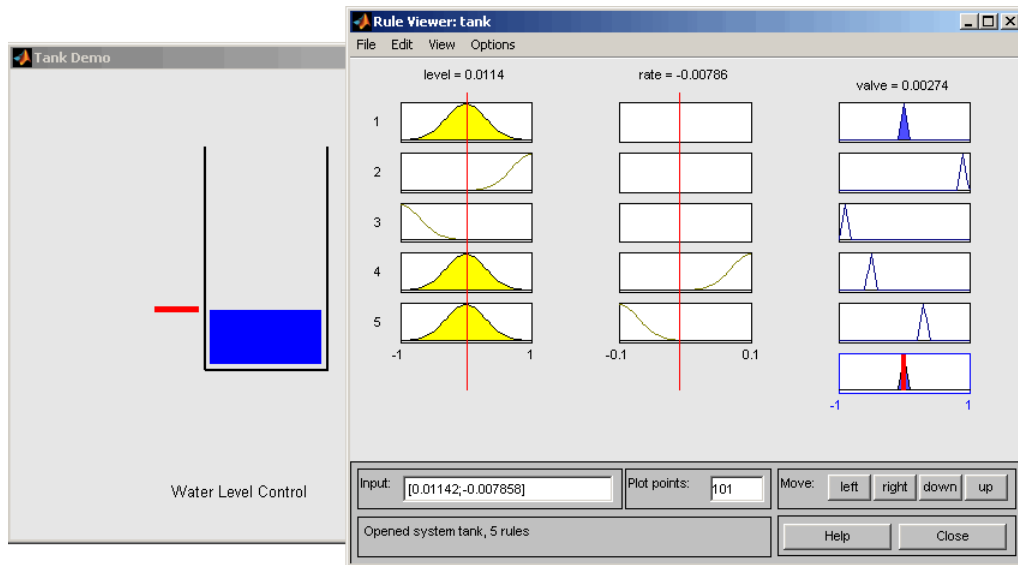 Tank Demo
Water Level Control
Rule Viewer: tank
File Edit View Options
level = 0.0114
rate = -0.00786
valve = 0.00274
1
2
3
4
5
-1 1
-0.1 0.1
-1 1
Input: [0.01142;-0.007858]
Plot points: 101
Move: left right down up
Opened system tank, 5 rules
Help Close